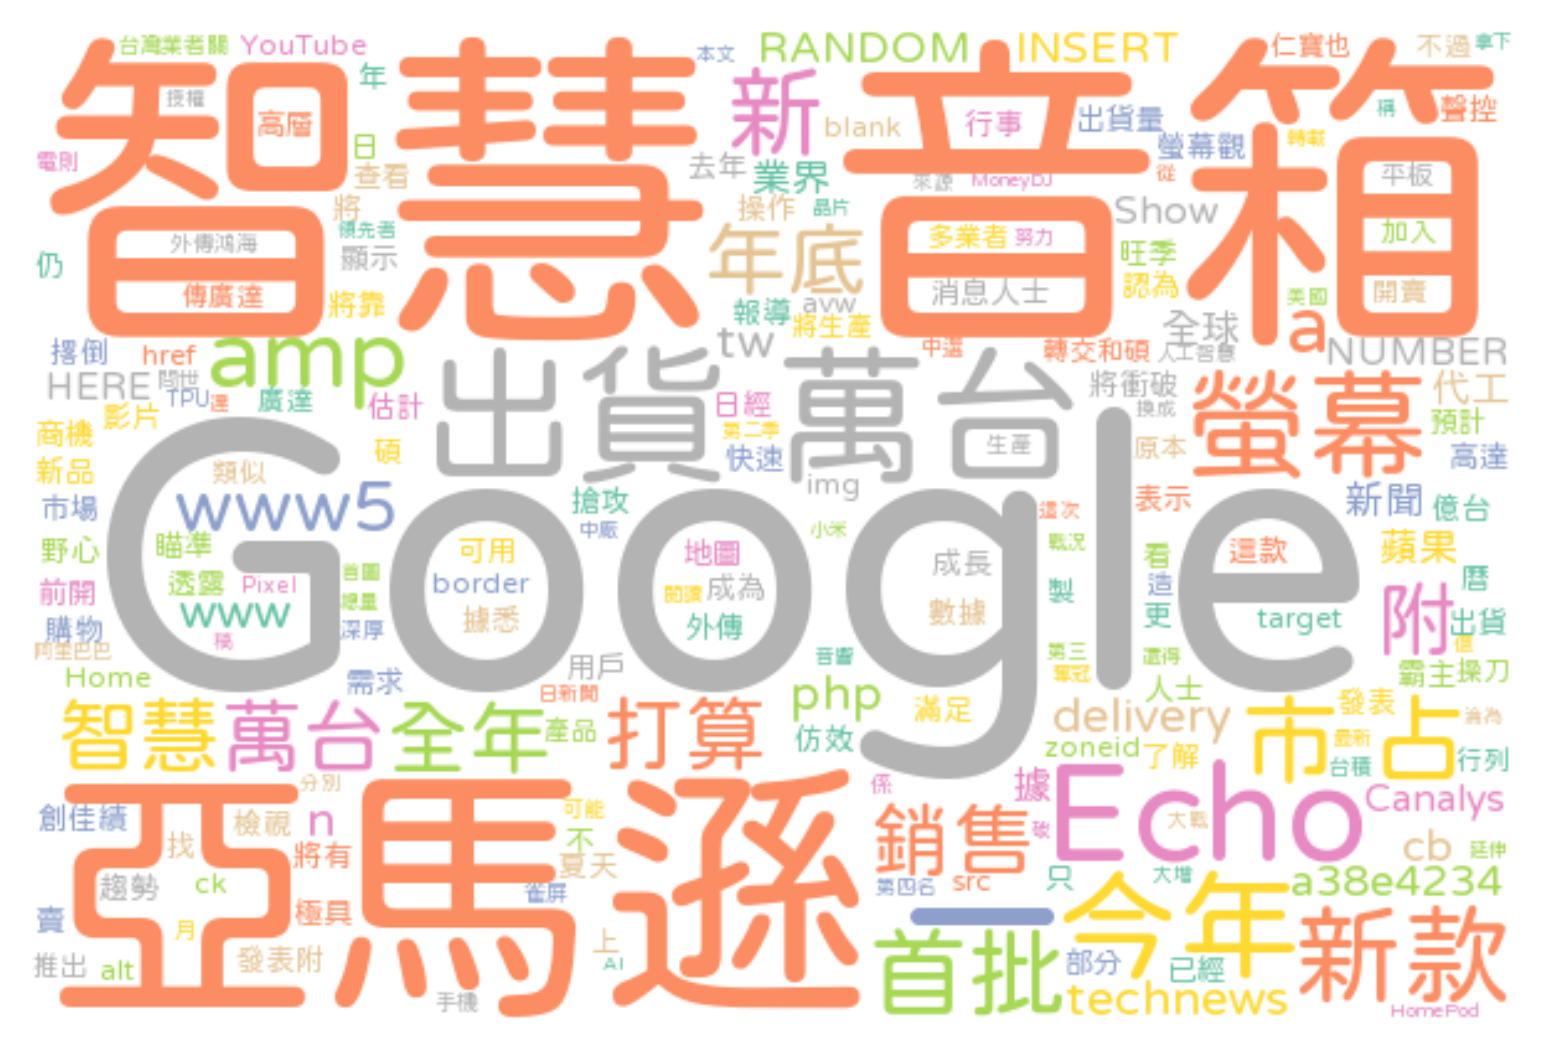 台灣業者關 YouTube 本文 RANDOM INSERT 仁寶也 不過 拿下
智慧音箱
授權 年 新 稱 聲控
高層 日 blank 行事 出貨量 螢幕觀 轉載
電則 查看 去年 業界 來源 MoneyDJ 從 平板
將 領先者 操作 晶片 Show
仍 外傳鴻海 顯示 年底 多業者 努力 旺季 加入
傳廣達 將靠 報導 avw 消息人士 認為 美國 開賣
將生產 全球 a
撂倒 href amp tw 中選 轉交和碩 人工智慧 NUMBER
HERE 問世 TPU 達 廣達 估計 出貨萬台 將衝破 螢幕 代工
影片 日經 換成 預計
商機 碩 第二季 生產 原本
新品 類似 快速 高達
市場 www5 img 表示 新聞 億台
搶攻 這次
野心 瞄準 Google 中廠 小米 戰況 看 這款 蘋果
透露 Pixel 首圖 可用 地圖 成長 曆
前開 www 總量 border 閱讀 成為 製 造 附
購物 稿 深厚 據悉 外傳 數據 更 target 出貨 億
阿里巴巴 音響 第三 還得
Home 需求 用戶 奪冠 霸主 操刀
日新聞 php 滿足 人士
智慧 萬台 全年 產品 打算 仿效 delivery 市占 發表 淪為
zoneid 了解 最新 台積 行列
亞馬遜
分別 係 據 Echo Canalys
創佳績 檢視 n 可能 銷售 破 大戰
找 將有 不 cb 延伸
趨勢 ck 夏天 第四名 src 只 大增 a38e4234
賣 月 極具 雀屏 一 今年 新款
推出 alt 發表附 上 AI 首批 部分 已經
手機 technews HomePod